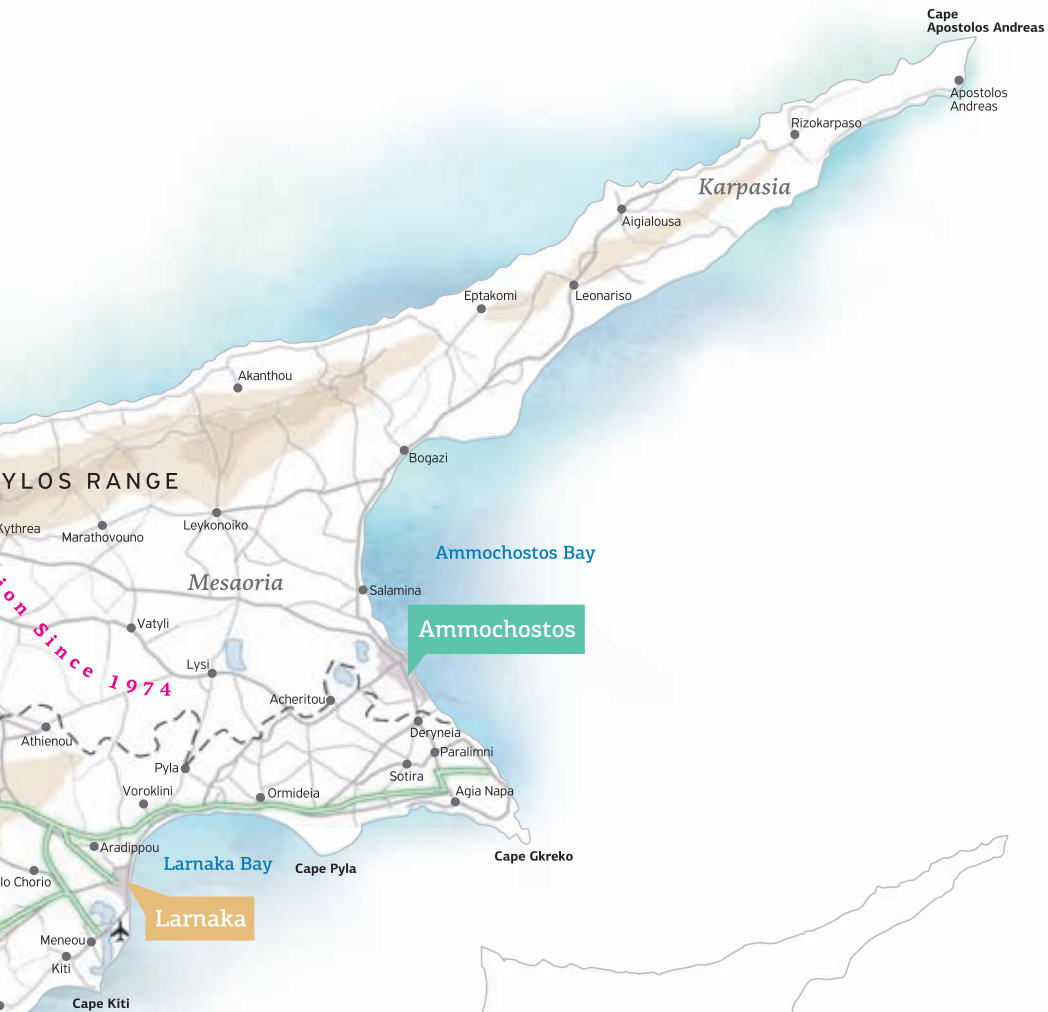 Cape
Apostolos Andreas
Apostolos
Andreas
Rizokarpaso
Karpasia
Aigialousa
Eptakomi
Leonariso
Akanthou
Bogazi
YLOS RANGE
Kythrea
Marathovouno
Leykonoiko
Ammochostos Bay
Mesaoria
Salamina
ion Since 1974
Vatyli
Ammochostos
Lysi
Acheritou
Athienou
Deryneia
Paralimni
Pyla
Sotira
Voroklini
Ormideia
Agia Napa
Aradippou
Larnaka Bay
Cape Pyla
Cape Gkreko
lo Chorio
Larnaka
Meneou
Kiti
Cape Kiti